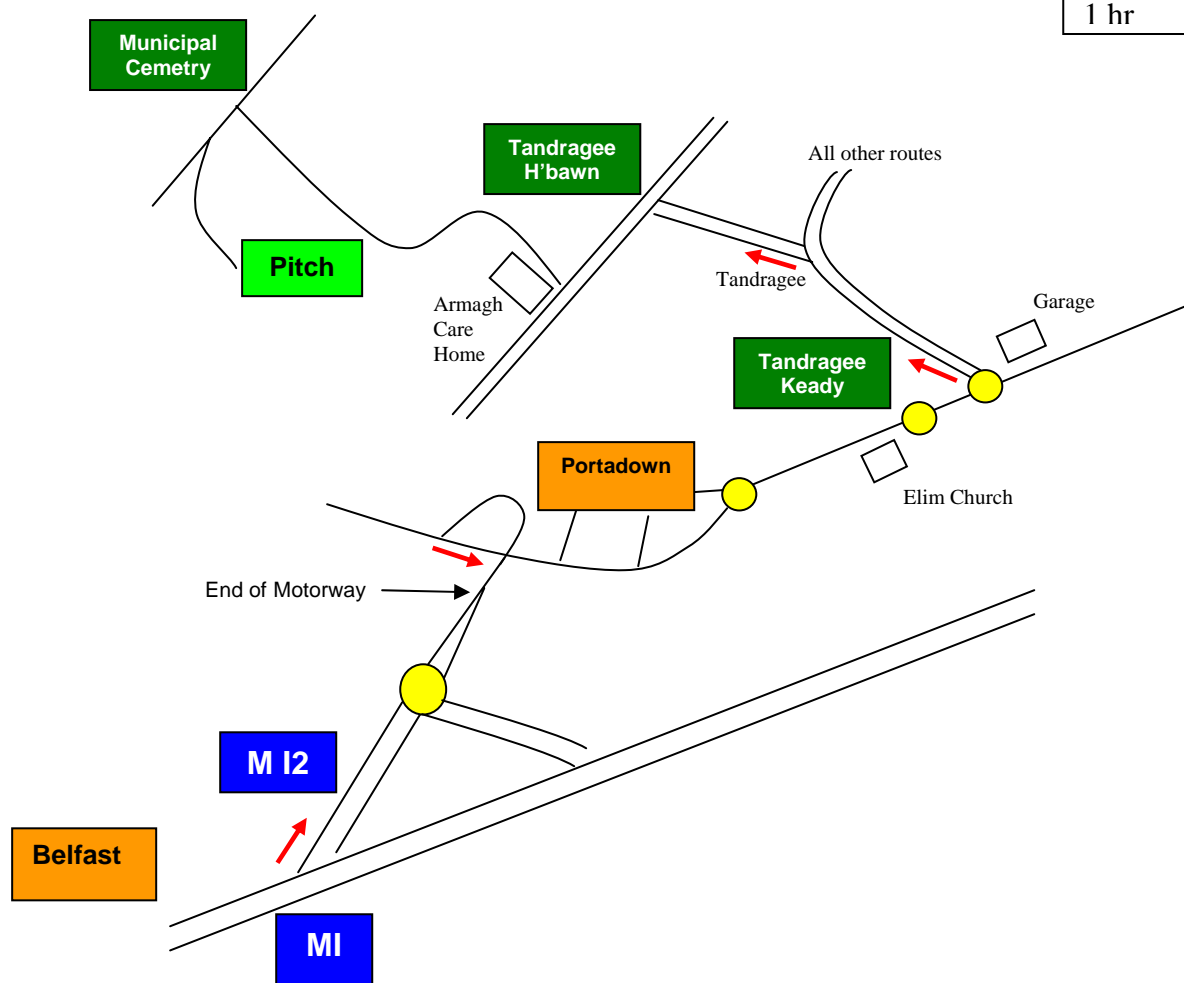 1 hr
Municipal
Cemetry
Tandragee
H'bawn
All other routes
Pitch
Tandragee
Armagh
Care
Home
Garage
Tandragee
Keady
Portadown
Elim Church
End of Motorway
M I2
Belfast
MI